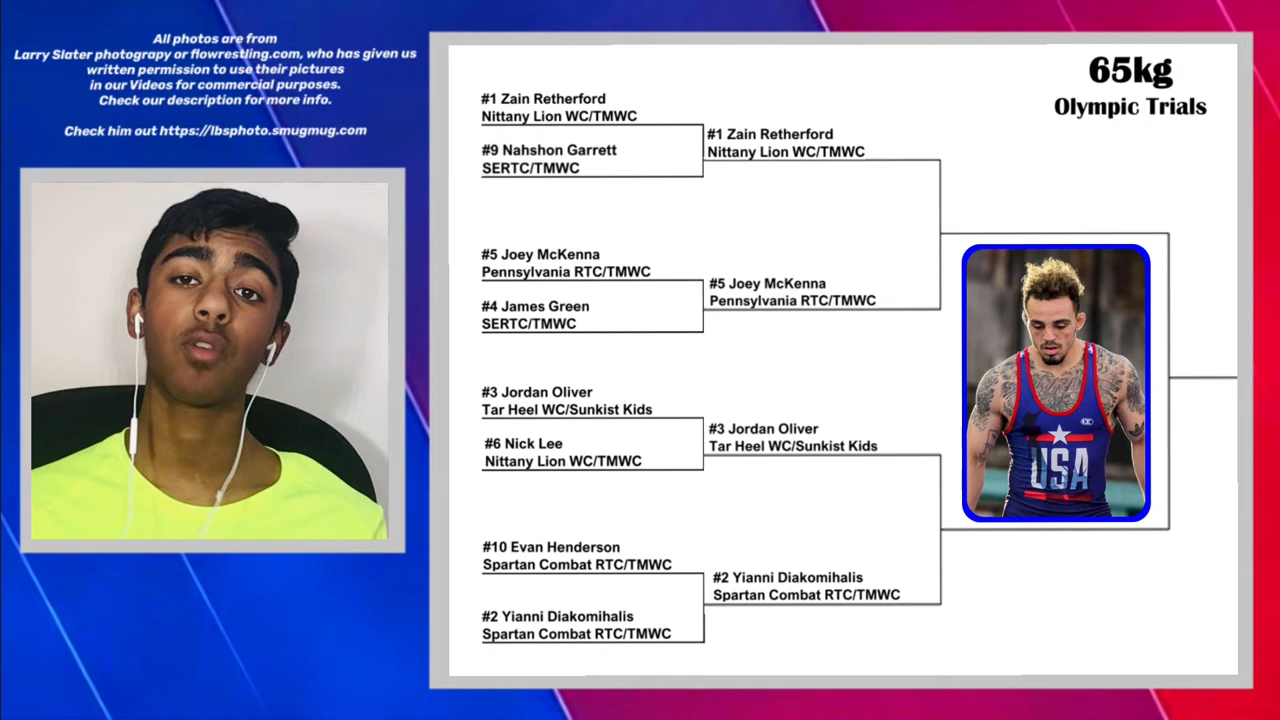 All photos are from
Larry Slater photograpy or flowrestling.com, who has given us
written permission to use their pictures
in our Videos for commercial purposes.
Check our description for more info.
Check him out https://lbsphoto.smugmug.com
65kg
Olympic Trials
#1 Zain Retherford
Nittany Lion WC/TMWC
#9 Nahshon Garrett
SERTC/TMWC
#1 Zain Retherford
Nittany Lion WC/TMWC
#5 Joey McKenna
Pennsylvania RTC/TMWC
#4 James Green
SERTC/TMWC
#5 Joey McKenna
Pennsylvania RTC/TMWC
#3 Jordan Oliver
Tar Heel WC/Sunkist Kids
#6 Nick Lee
Nittany Lion WC/TMWC
#3 Jordan Oliver
Tar Heel WC/Sunkist Kids
#10 Evan Henderson
Spartan Combat RTC/TMWC
#2 Yianni Diakomihalis
Spartan Combat RTC/TMWC
#2 Yianni Diakomihalis
Spartan Combat RTC/TMWC
USA